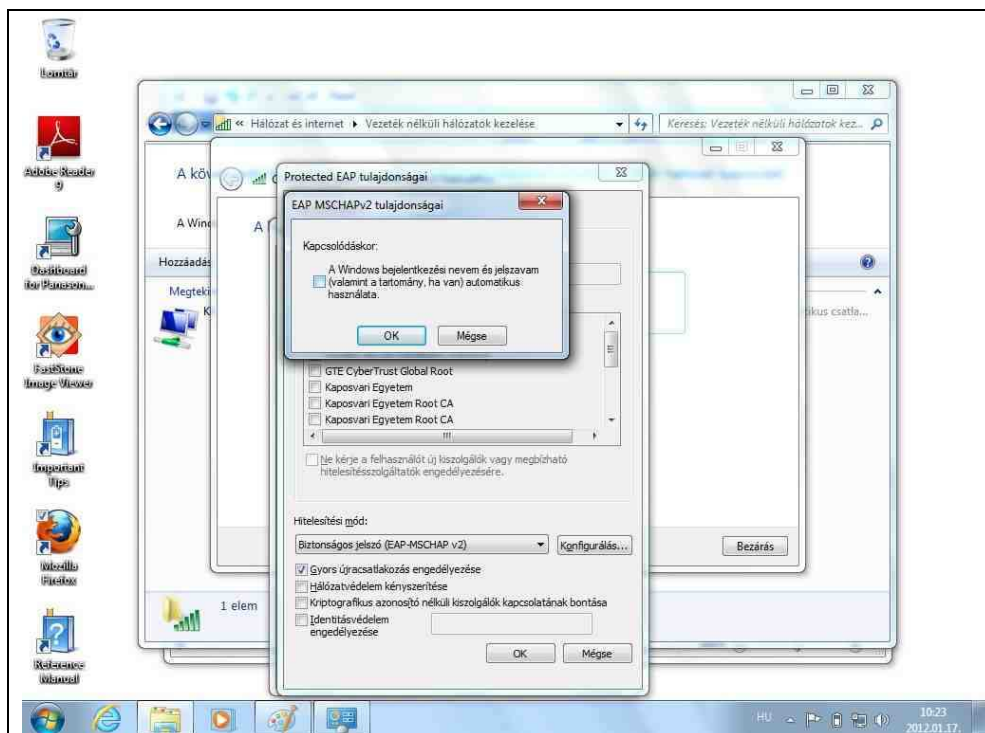 Lomtár
Adobe Reader
9
Dashboard
for Panason...
FastStone
Image Viewer
Important
Tips
Mozilla
Firefox
Reference
Manual
« Hálózat és internet ▸ Vezeték nélküli hálózatok kezelése
Keresés: Vezeték nélküli hálózatok kez...
A köv
A Wind
Hozzáadás
Megteki
K
tikus csatla...
1 elem
Bezárás
Protected EAP tulajdonságai
EAP MSCHAPv2 tulajdonságai
Kapcsolódáskor:
A Windows bejelentkezési nevem és jelszavam
(valamint a tartomány, ha van) automatikus
használata.
OK
Mégse
GTE CyberTrust Global Root
Kaposvari Egyetem
Kaposvari Egyetem Root CA
Kaposvari Egyetem Root CA
Ne kérje a felhasználót új kiszolgálók vagy megbízható
hitelesítésszolgáltatók engedélyezésére.
Hitelesítési mód:
Biztonságos jelszó (EAP-MSCHAP v2)
Konfigurálás...
Gyors újracsatlakozás engedélyezése
Hálózatvédelem kényszerítése
Kriptografikus azonosító nélküli kiszolgálók kapcsolatának bontása
Identitásvédelem
engedélyezése
OK
Mégse
HU
10:23
2012.01.17.